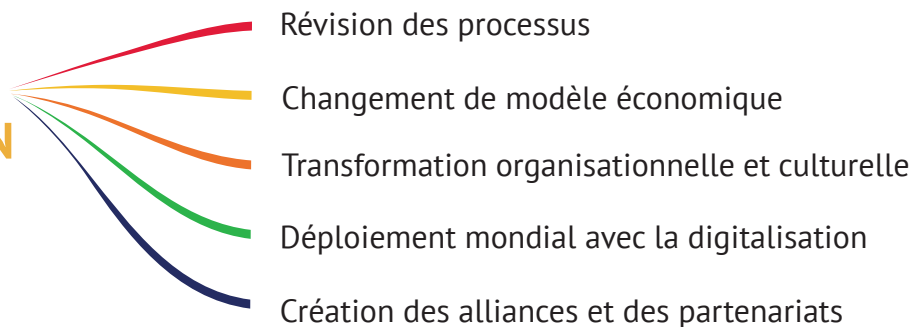 Révision des processus
Changement de modèle économique
N
Transformation organisationnelle et culturelle
Déploiement mondial avec la digitalisation
Création des alliances et des partenariats